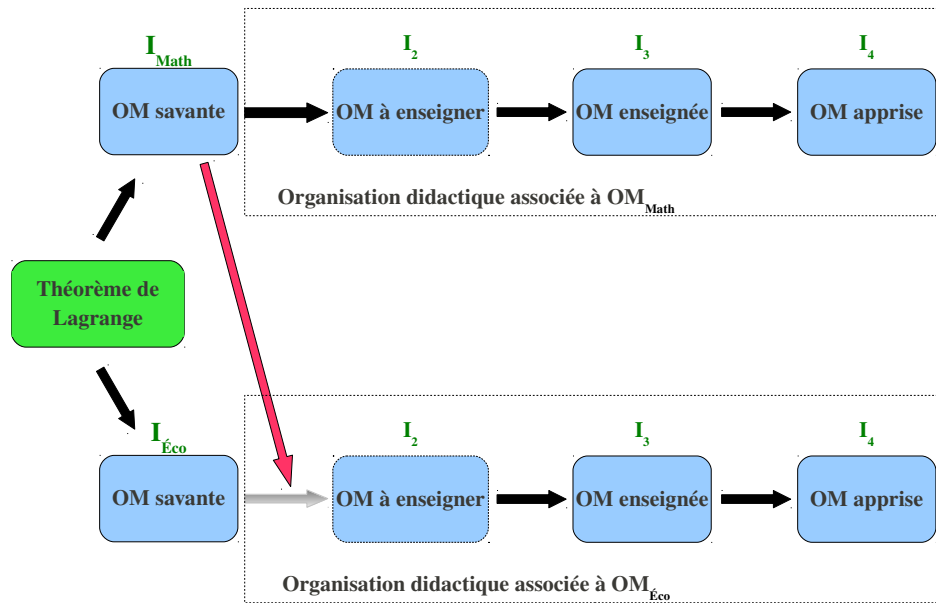 I_Math
I_2
I_3
I_4
OM savante
OM à enseigner
OM enseignée
OM apprise
Organisation didactique associée à OM_Math
Théorème de
Lagrange
I_Éco
I_2
I_3
I_4
OM savante
OM à enseigner
OM enseignée
OM apprise
Organisation didactique associée à OM_Éco